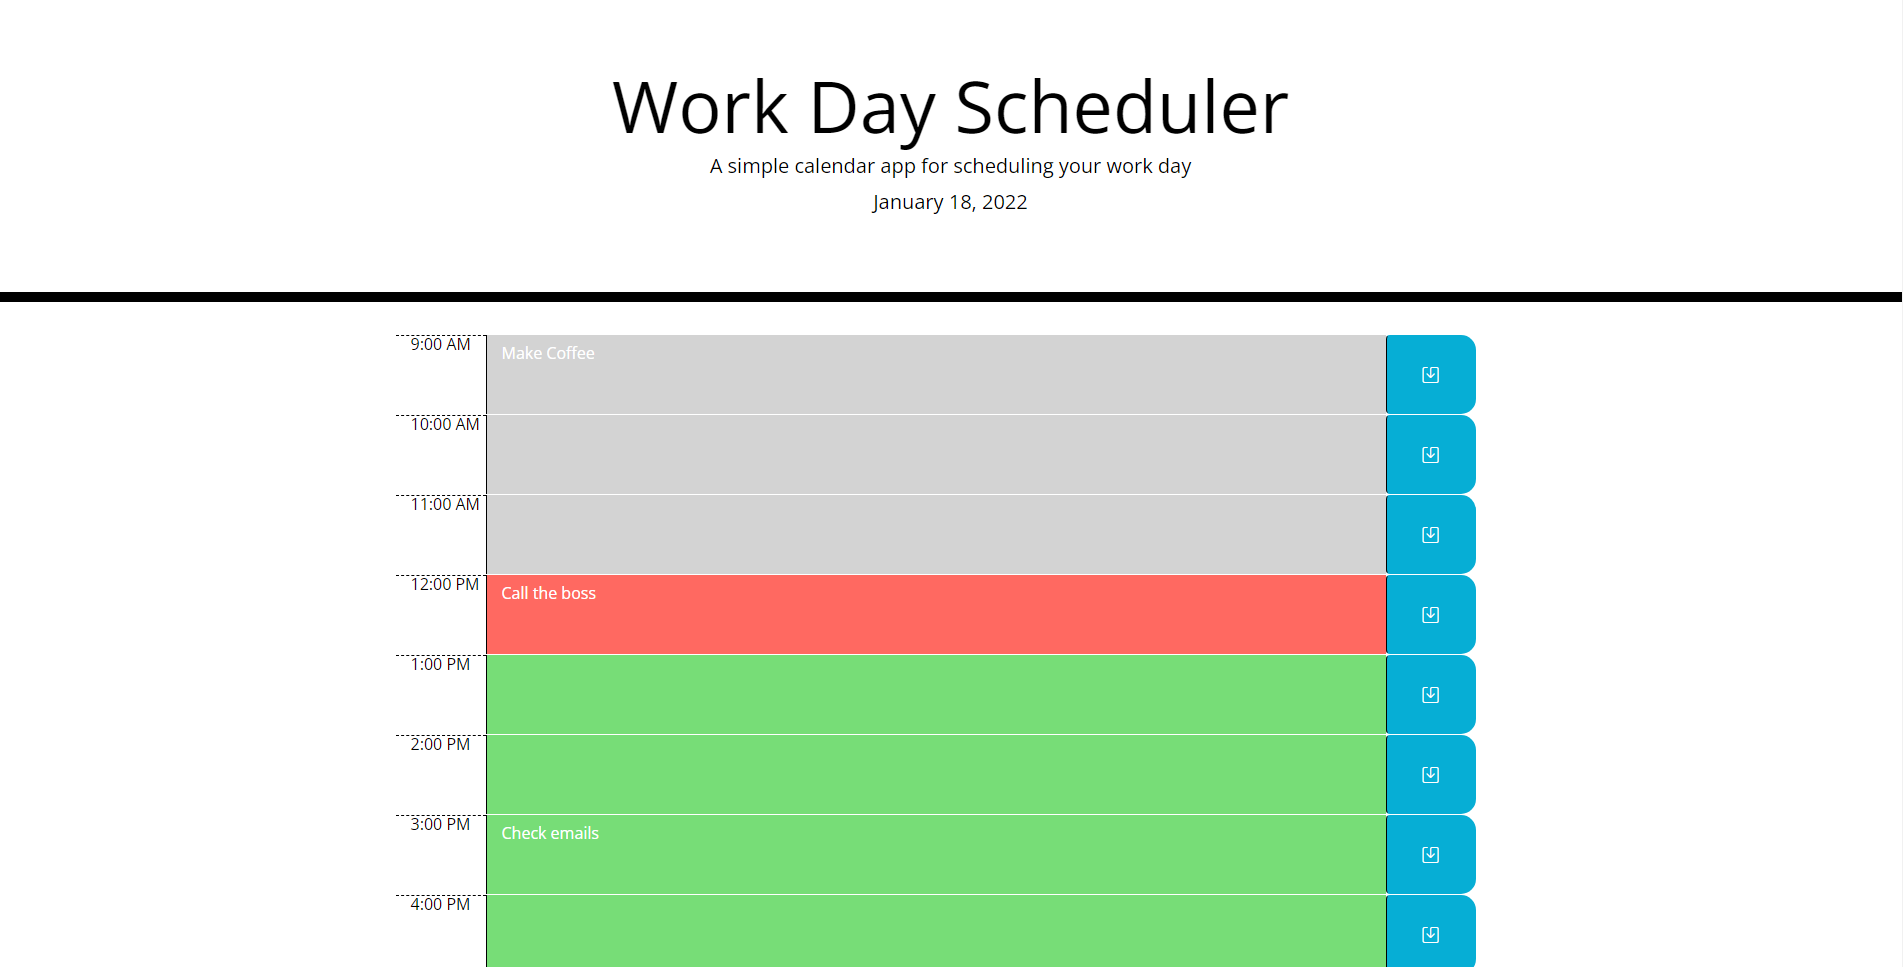 Work Day Scheduler
A simple calendar app for scheduling your work day
January 18, 2022
9:00 AM
Make Coffee
10:00 AM
11:00 AM
12:00 PM
Call the boss
1:00 PM
2:00 PM
3:00 PM
Check emails
4:00 PM